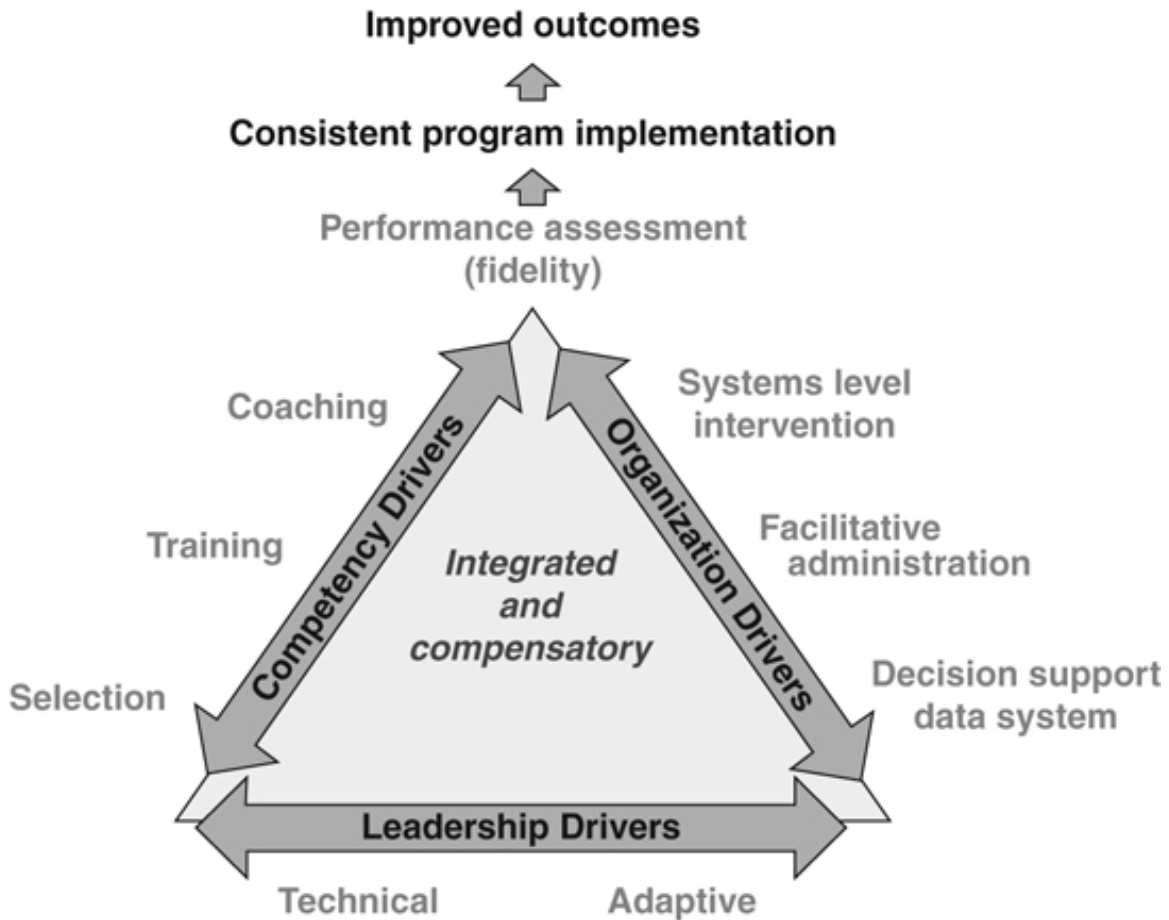 Improved outcomes
Consistent program implementation
Performance assessment
(fidelity)
Coaching
Training
Selection
Competency Drivers
Integrated
and
compensatory
Organization Drivers
Systems level
intervention
Facilitative
administration
Decision support
data system
Leadership Drivers
Technical
Adaptive